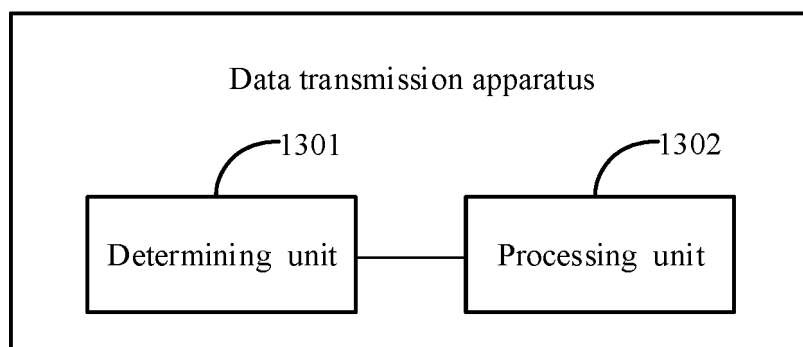 Data transmission apparatus
1301
1302
Determining unit
Processing unit